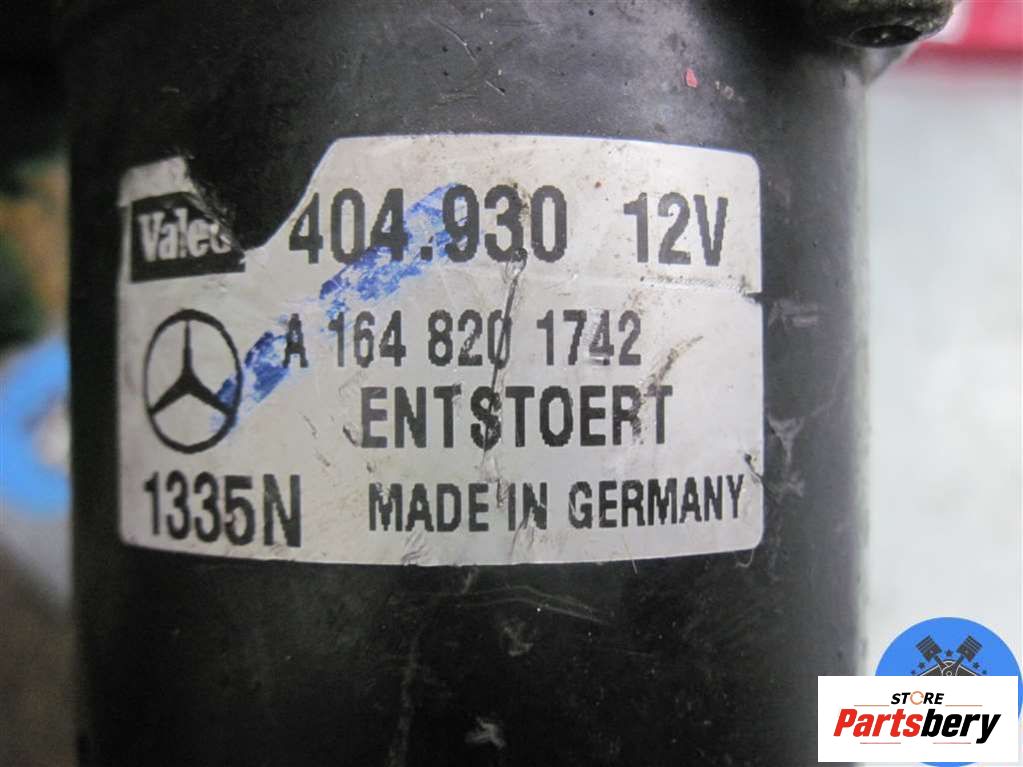 Valeo 404.930 12V
A 164 820 1742
ENTSTOERT
1335N MADE IN GERMANY
STORE
Partsbery